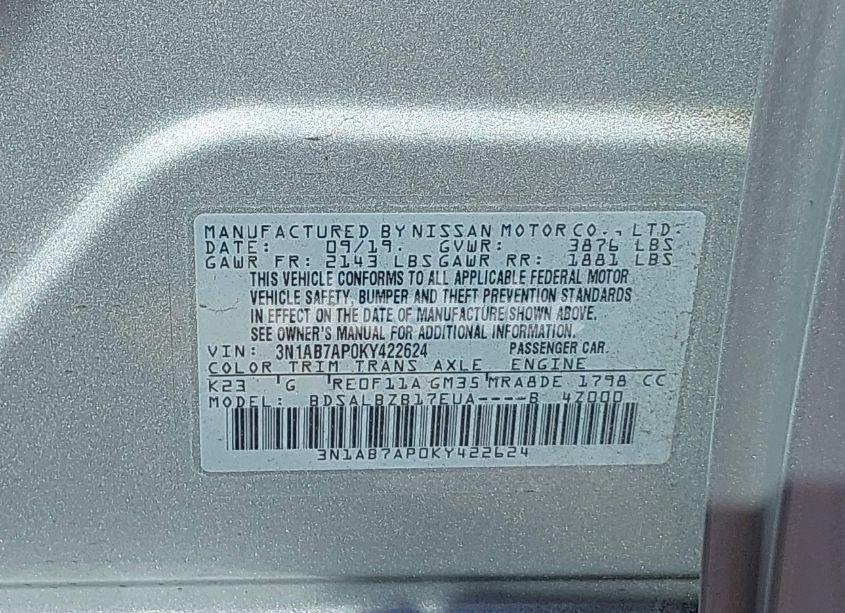 MANUFACTURED BY NISSAN MOTOR CO., LTD.
DATE: 09/19. GVWR: 3876 LBS
GAWR FR: 2143 LBS GAWR RR: 1881 LBS
THIS VEHICLE CONFORMS TO ALL APPLICABLE FEDERAL MOTOR
VEHICLE SAFETY, BUMPER AND THEFT PREVENTION STANDARDS
IN EFFECT ON THE DATE OF MANUFACTURE SHOWN ABOVE.
SEE OWNER'S MANUAL FOR ADDITIONAL INFORMATION.
VIN: 3N1AB7AP0KY422624 PASSENGER CAR.
COLOR TRIM TRANS AXLE ENGINE
K23 G RE0F11A GM35 MRA8DE 1798 CC
MODEL: BDSALBZB17EUA----B 4Z000
3N1AB7AP0KY422624